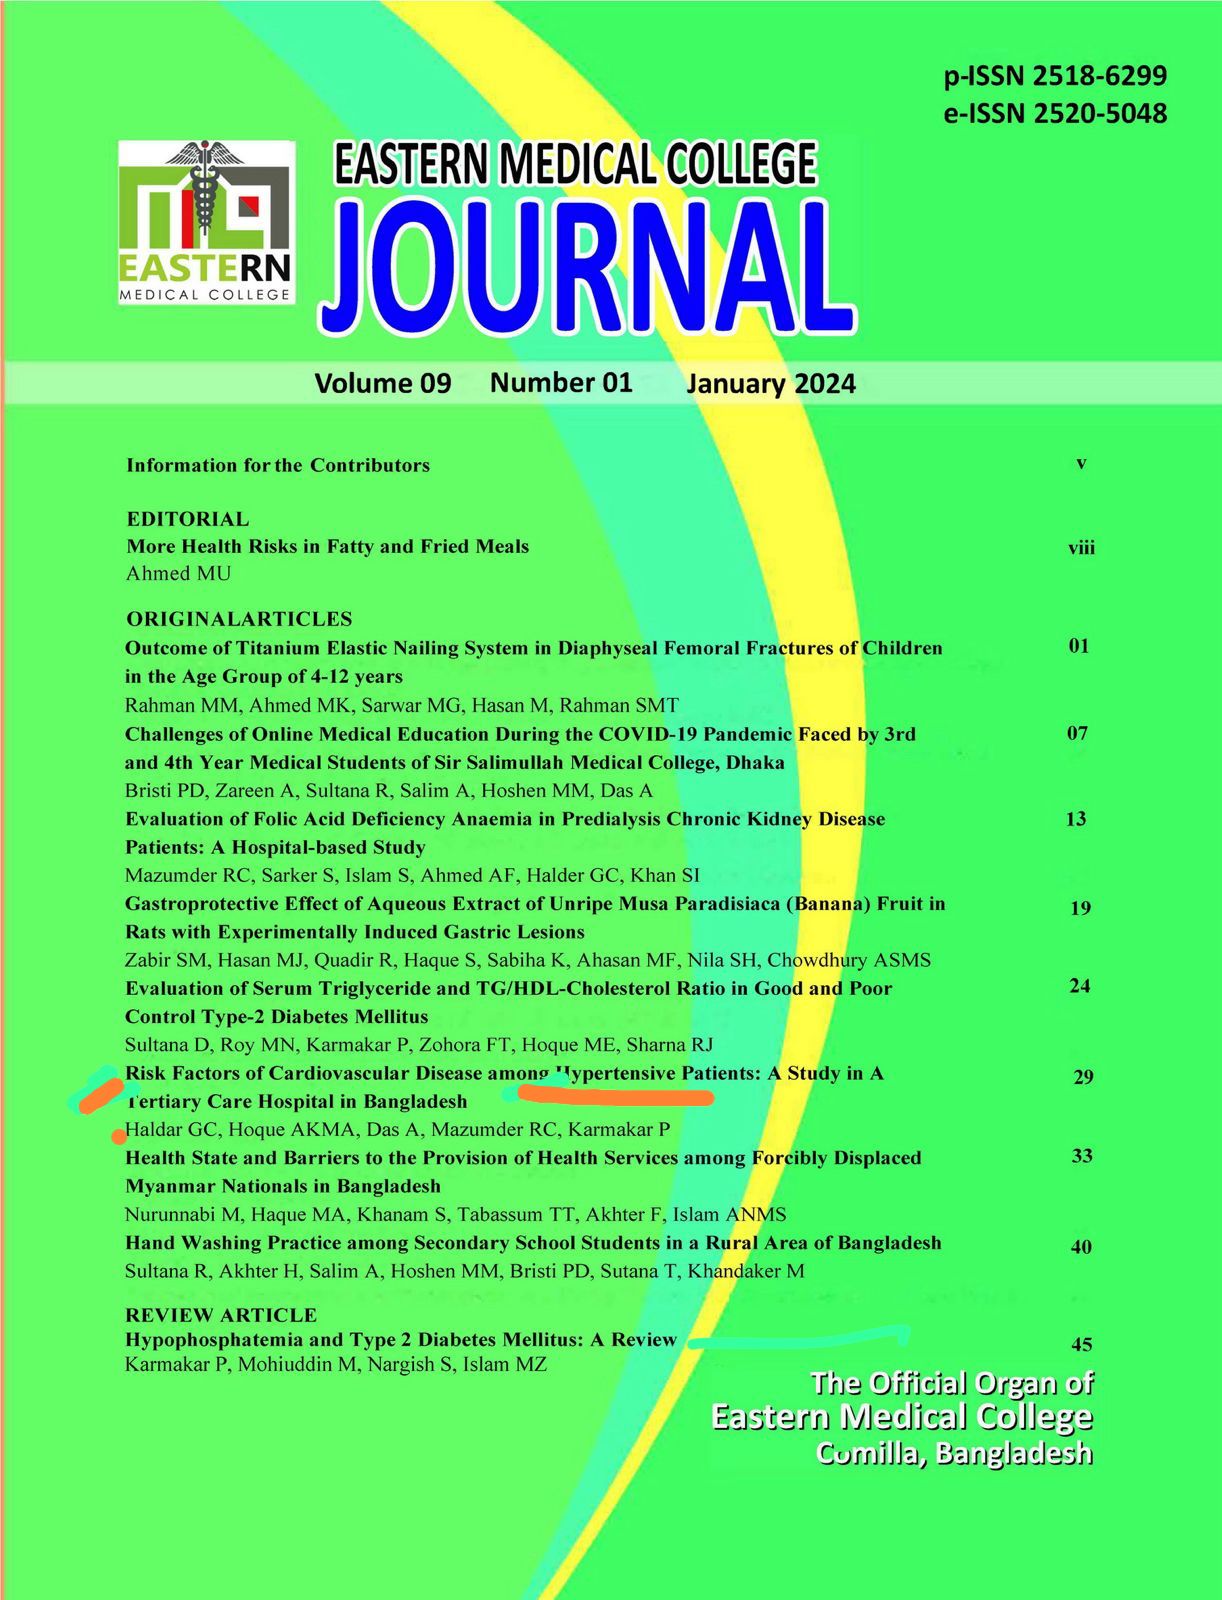 p-ISSN 2518-6299
e-ISSN 2520-5048
EASTERN
MEDICAL COLLEGE
EASTERN MEDICAL COLLEGE
JOURNAL
Volume 09 Number 01 January 2024
Information for the Contributors v
EDITORIAL
More Health Risks in Fatty and Fried Meals viii
Ahmed MU
ORIGINALARTICLES
Outcome of Titanium Elastic Nailing System in Diaphyseal Femoral Fractures of Children 01
in the Age Group of 4-12 years
Rahman MM, Ahmed MK, Sarwar MG, Hasan M, Rahman SMT
Challenges of Online Medical Education During the COVID-19 Pandemic Faced by 3rd 07
and 4th Year Medical Students of Sir Salimullah Medical College, Dhaka
Bristi PD, Zareen A, Sultana R, Salim A, Hoshen MM, Das A
Evaluation of Folic Acid Deficiency Anaemia in Predialysis Chronic Kidney Disease 13
Patients: A Hospital-based Study
Mazumder RC, Sarker S, Islam S, Ahmed AF, Halder GC, Khan SI
Gastroprotective Effect of Aqueous Extract of Unripe Musa Paradisiaca (Banana) Fruit in 19
Rats with Experimentally Induced Gastric Lesions
Zabir SM, Hasan MJ, Quadir R, Haque S, Sabiha K, Ahasan MF, Nila SH, Chowdhury ASMS
Evaluation of Serum Triglyceride and TG/HDL-Cholesterol Ratio in Good and Poor 24
Control Type-2 Diabetes Mellitus
Sultana D, Roy MN, Karmakar P, Zohora FT, Hoque ME, Sharna RJ
Risk Factors of Cardiovascular Disease among Hypertensive Patients: A Study in A 29
Tertiary Care Hospital in Bangladesh
Haldar GC, Hoque AKMA, Das A, Mazumder RC, Karmakar P
Health State and Barriers to the Provision of Health Services among Forcibly Displaced 33
Myanmar Nationals in Bangladesh
Nurunnabi M, Haque MA, Khanam S, Tabassum TT, Akhter F, Islam ANMS
Hand Washing Practice among Secondary School Students in a Rural Area of Bangladesh 40
Sultana R, Akhter H, Salim A, Hoshen MM, Bristi PD, Sutana T, Khandaker M
REVIEW ARTICLE
Hypophosphatemia and Type 2 Diabetes Mellitus: A Review 45
Karmakar P, Mohiuddin M, Nargish S, Islam MZ
The Official Organ of
Eastern Medical College
Comilla, Bangladesh